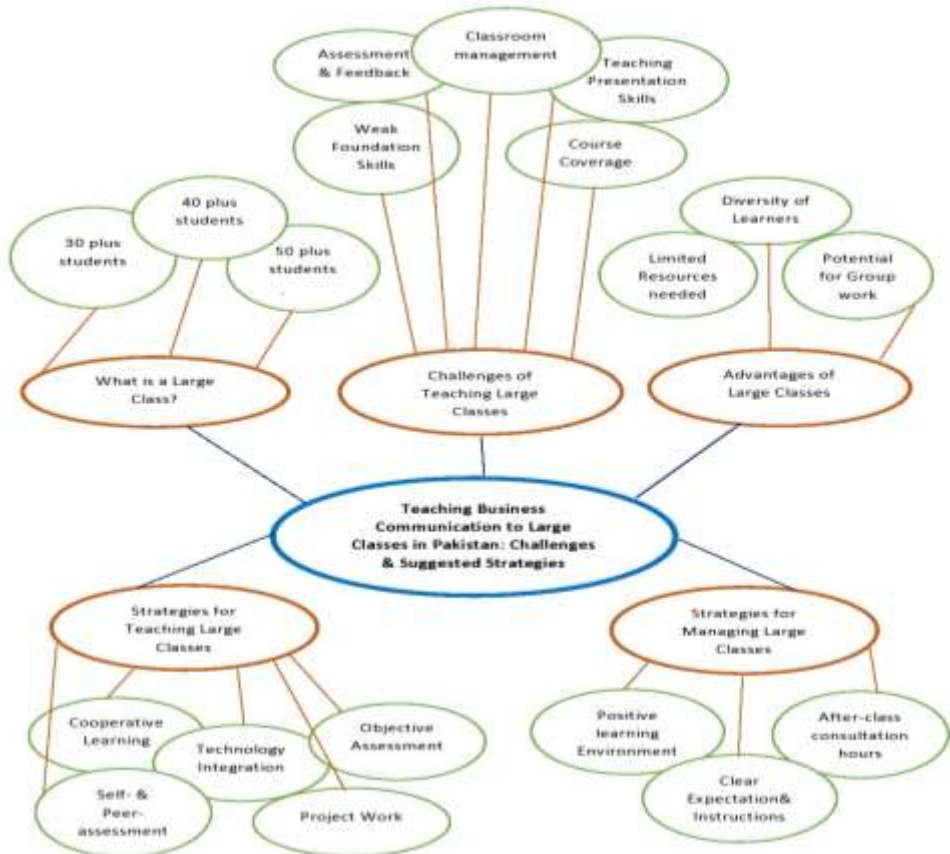 Classroom
management
Assessment
& Feedback
Teaching
Presentation
Skills
Weak
Foundation
Skills
Course
Coverage
40 plus
students
30 plus
students
50 plus
students
.
Diversity of
Learners
Limited
Resources
needed
Potential
for Group
work
What is a Large
Class?
Challenges of
Teaching Large
Classes
Advantages of
Large Classes
Teaching Business
Communication to Large
Classes in Pakistan: Challenges
& Suggested Strategies
Strategies for
Teaching Large
Classes
Strategies for
Managing Large
Classes
Cooperative
Learning
Technology
Integration
Objective
Assessment
Self- &
Peer-
assessment
Project Work
Positive
learning
Environment
After-class
consultation
hours
Clear
Expectation&
Instructions